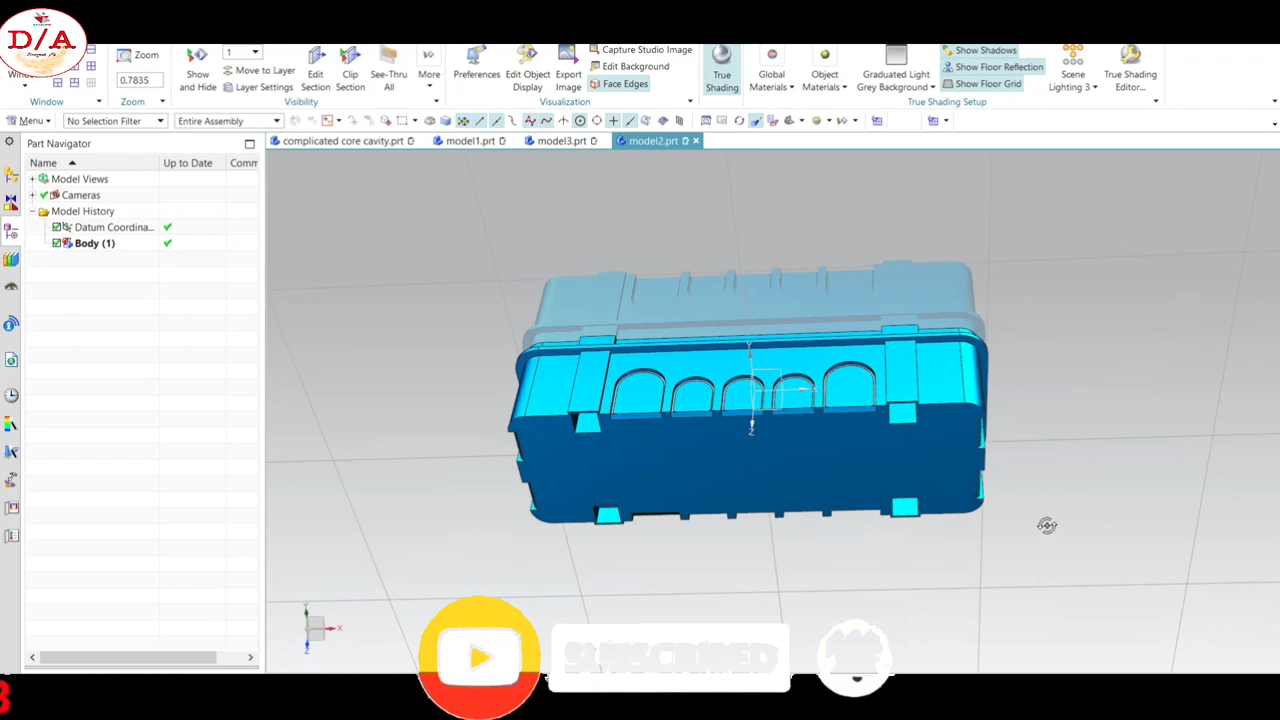 D/A
Window
Zoom
0.7835
Zoom
Show and Hide
1
Move to Layer
Layer Settings
Edit Section
Clip Section
See-Thru All
More
Visibility
Preferences
Edit Object Display
Export Image
Capture Studio Image
Edit Background
Face Edges
Visualization
True Shading
Global Materials
Object Materials
Graduated Light Grey Background
Show Shadows
Show Floor Reflection
Show Floor Grid
Scene Lighting 3
True Shading Editor...
True Shading Setup
Menu
No Selection Filter
Entire Assembly
Part Navigator
complicated core cavity.prt
model1.prt
model3.prt
model2.prt
Name
Up to Date
Comm
Model Views
Cameras
Model History
Datum Coordina...
Body (1)
Y
X
Z
Y
X
Z
SUBSCRIBED